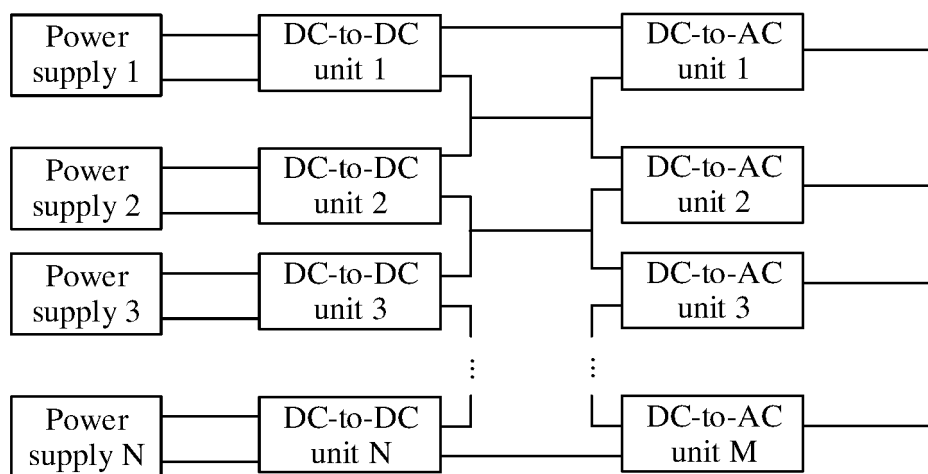 Power
supply 1
DC-to-DC
unit 1
DC-to-AC
unit 1
Power
supply 2
DC-to-DC
unit 2
DC-to-AC
unit 2
Power
supply 3
DC-to-DC
unit 3
DC-to-AC
unit 3
Power
supply N
DC-to-DC
unit N
DC-to-AC
unit M